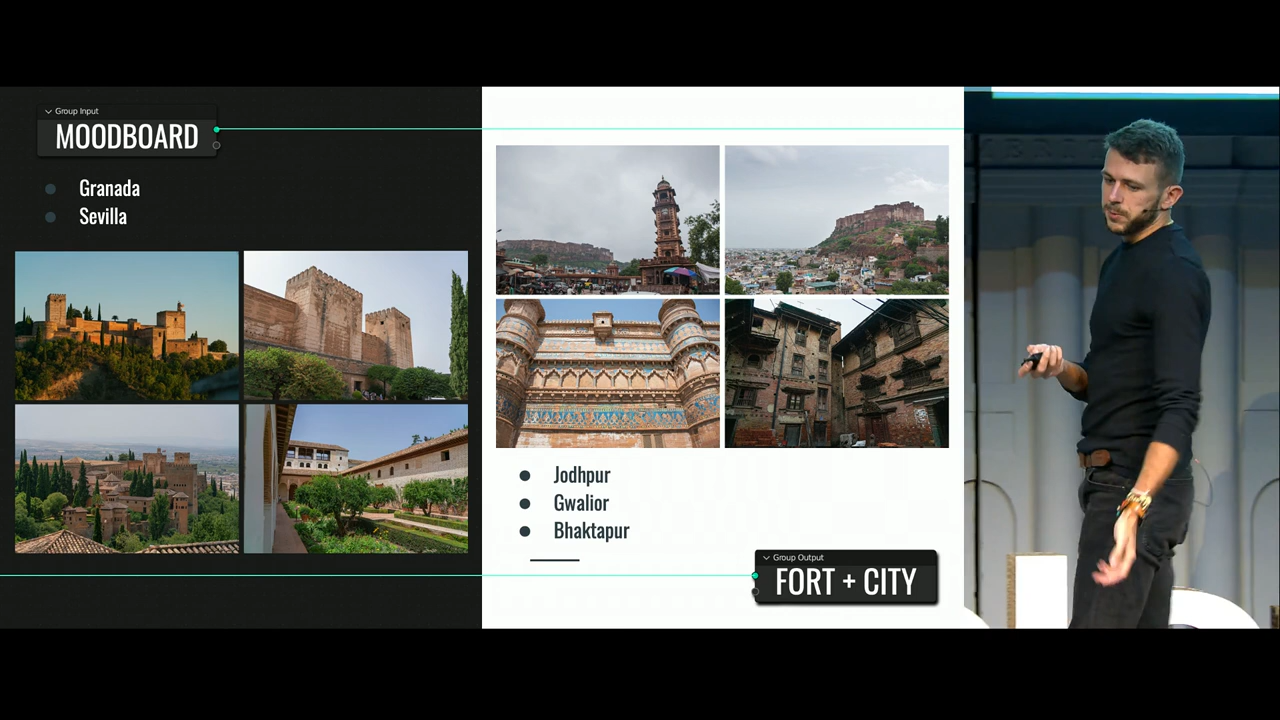 Group Input
MOODBOARD
Granada
Sevilla
Jodhpur
Gwalior
Bhaktapur
Group Output
FORT + CITY